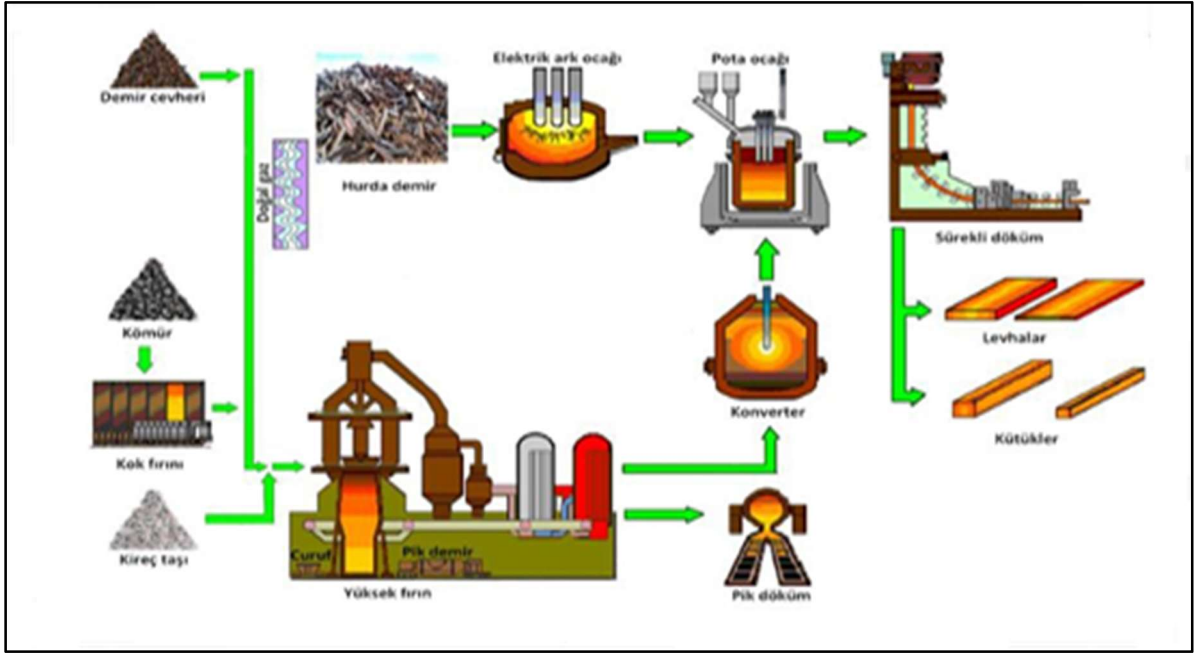 Demir cevheri
Doğal gaz
Hurda demir
Elektrik ark ocağı
Pota ocağı
Sürekli döküm
Kömür
Kok fırını
Kireç taşı
Curuf
Pik demir
Yüksek fırın
Konverter
Pik döküm
Levhalar
Kütükler